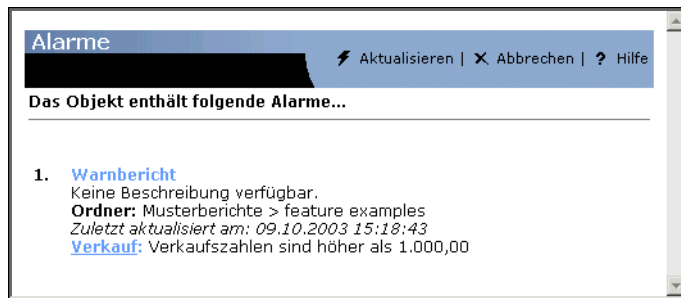 Alarme
Aktualisieren | Abbrechen | ? Hilfe
Das Objekt enthält folgende Alarme...
1. Warnbericht
Keine Beschreibung verfügbar.
Ordner: Musterberichte > feature examples
Zuletzt aktualisiert am: 09.10.2003 15:18:43
Verkauf: Verkaufszahlen sind höher als 1.000,00